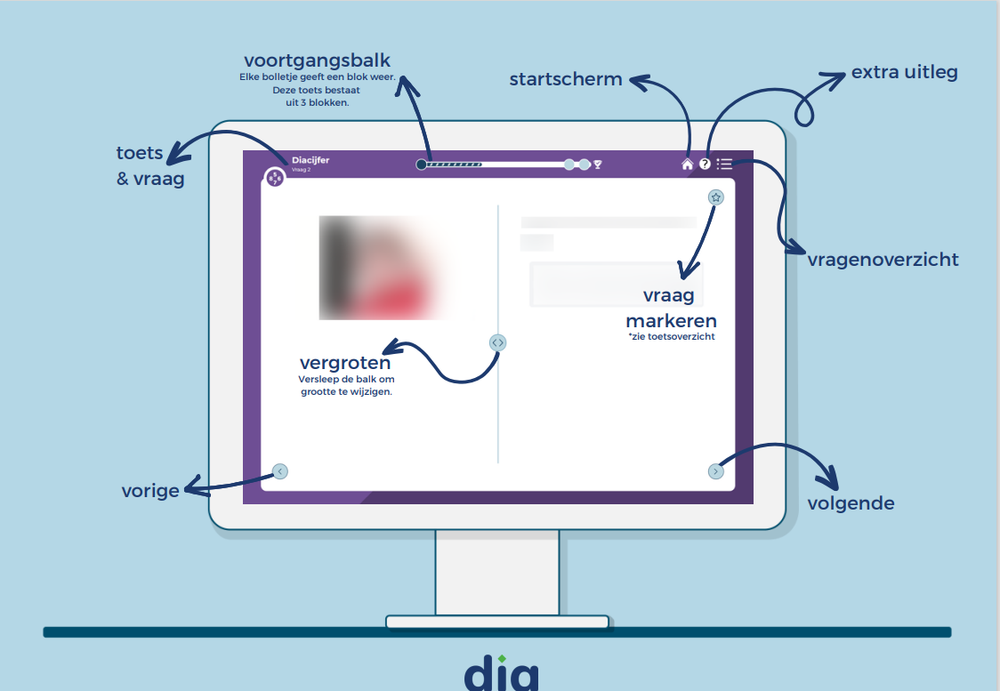 voortgangsbalk
Elke bolletje geeft een blok weer.
Deze toets bestaat
uit 3 blokken.
startscherm
extra uitleg
toets
& vraag
Diacijfer
Vraag 2
?
vragenoverzicht
vraag
markeren
*zie toetsoverzicht
vergroten
Versleep de balk om
grootte te wijzigen.
vorige
volgende